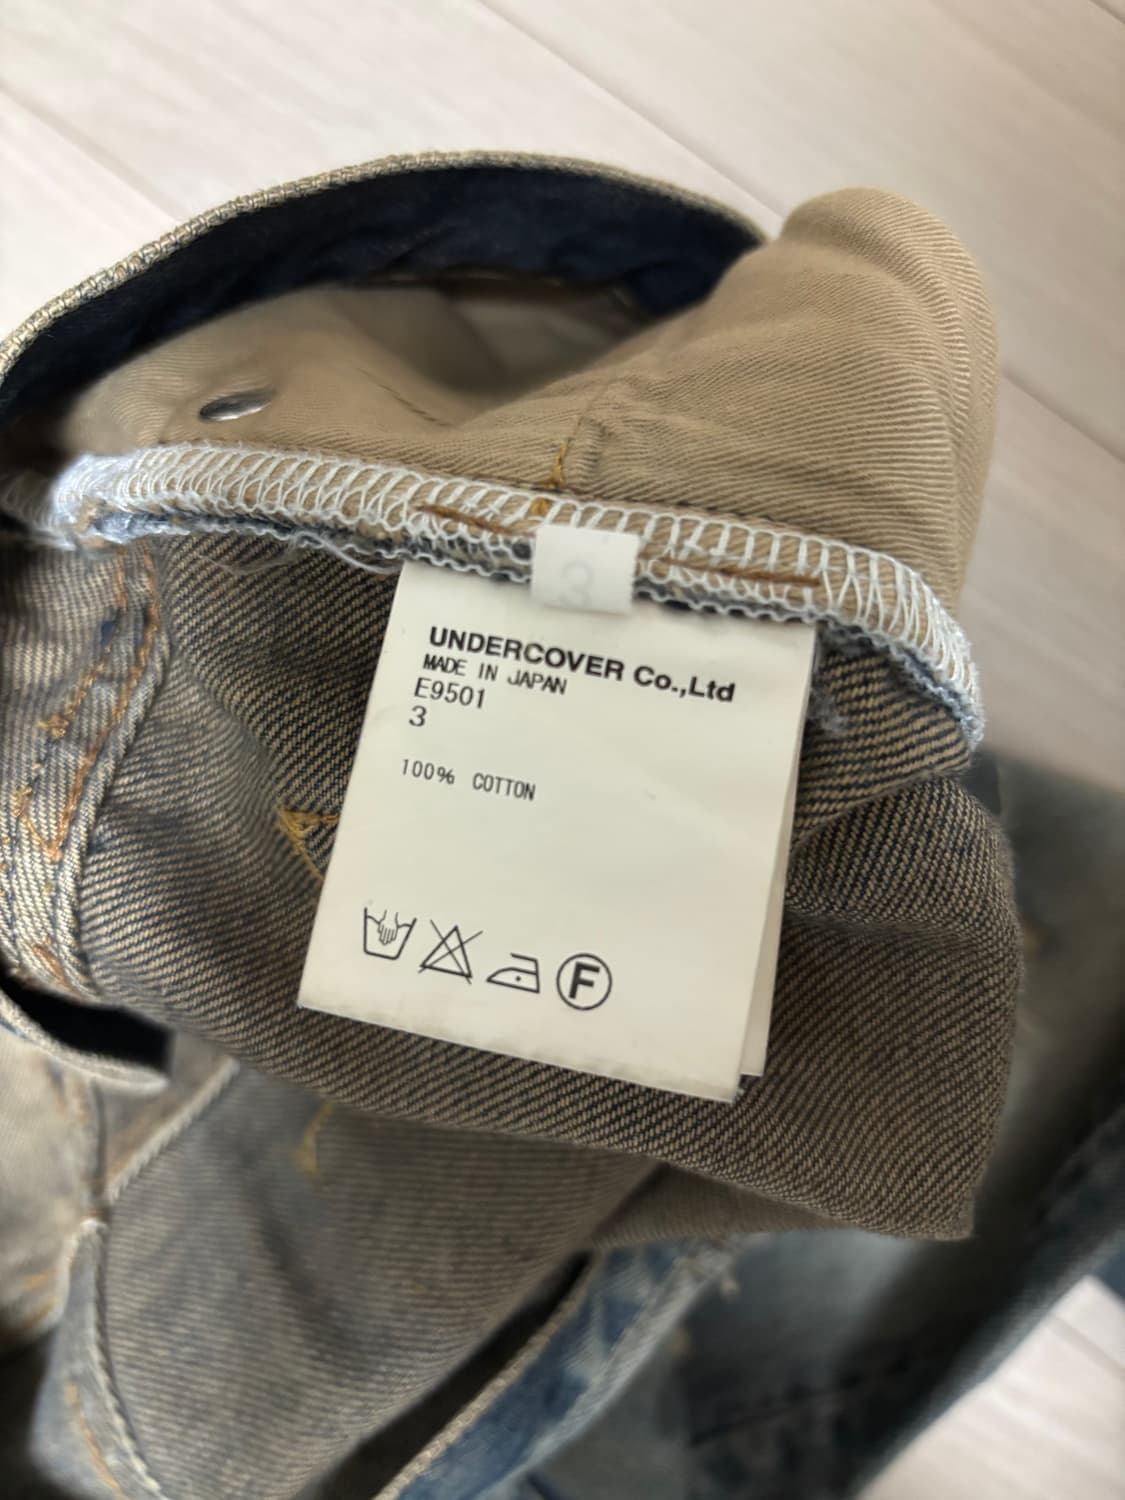 3
UNDERCOVER Co.,Ltd
MADE IN JAPAN
E9501
3
100% COTTON
F